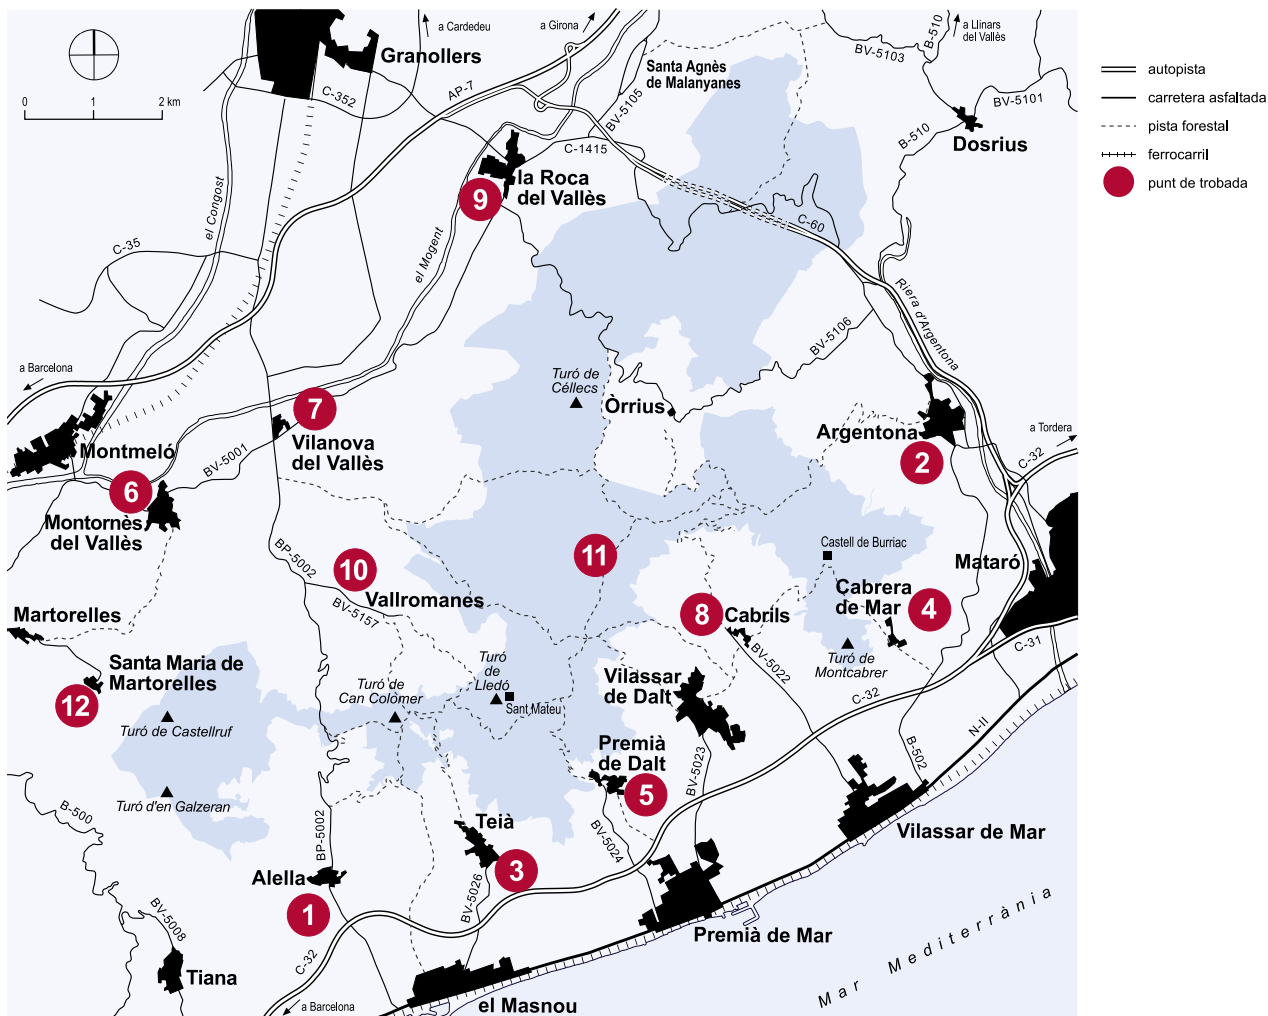 a Cardedeu
a Girona
Granollers
Santa Agnès
de Malanyanes
BV-5103
B-510
a Llinars
del Vallès
BV-5101
B-510
Dosrius
0
1
2 km
C-352
AP-7
BV-5105
C-1415
la Roca
del Vallès
9
C-60
el Congost
C-35
el Mogent
Riera d'Argentona
BV-5106
a Barcelona
Turó de
Céllecs
Òrrius
7
Vilanova
del Vallès
Montmeló
BV-5001
6
Montornès
del Vallès
Argentona
2
a Tordera
C-32
BP-5002
10
Vallromanes
BV-5157
11
Castell de Burriac
Mataró
Cabrera
de Mar
4
8
Cabrils
BV-5022
Turó de
Montcabrer
C-31
C-32
Martorelles
Santa Maria de
Martorelles
12
Turó de Castellruf
Turó d'en Galzeran
Turó de
Can Colomer
Turó
de
Lledó
Sant Mateu
Vilassar
de Dalt
Premià
de Dalt
5
BV-5023
BV-5024
B-502
N-II
Vilassar de Mar
B-500
BP-5002
Teià
3
BV-5026
Alella
1
BV-5008
Tiana
C-32
a Barcelona
el Masnou
Premià de Mar
Mar Mediterrània
autopista
carretera asfaltada
pista forestal
ferrocarril
punt de trobada